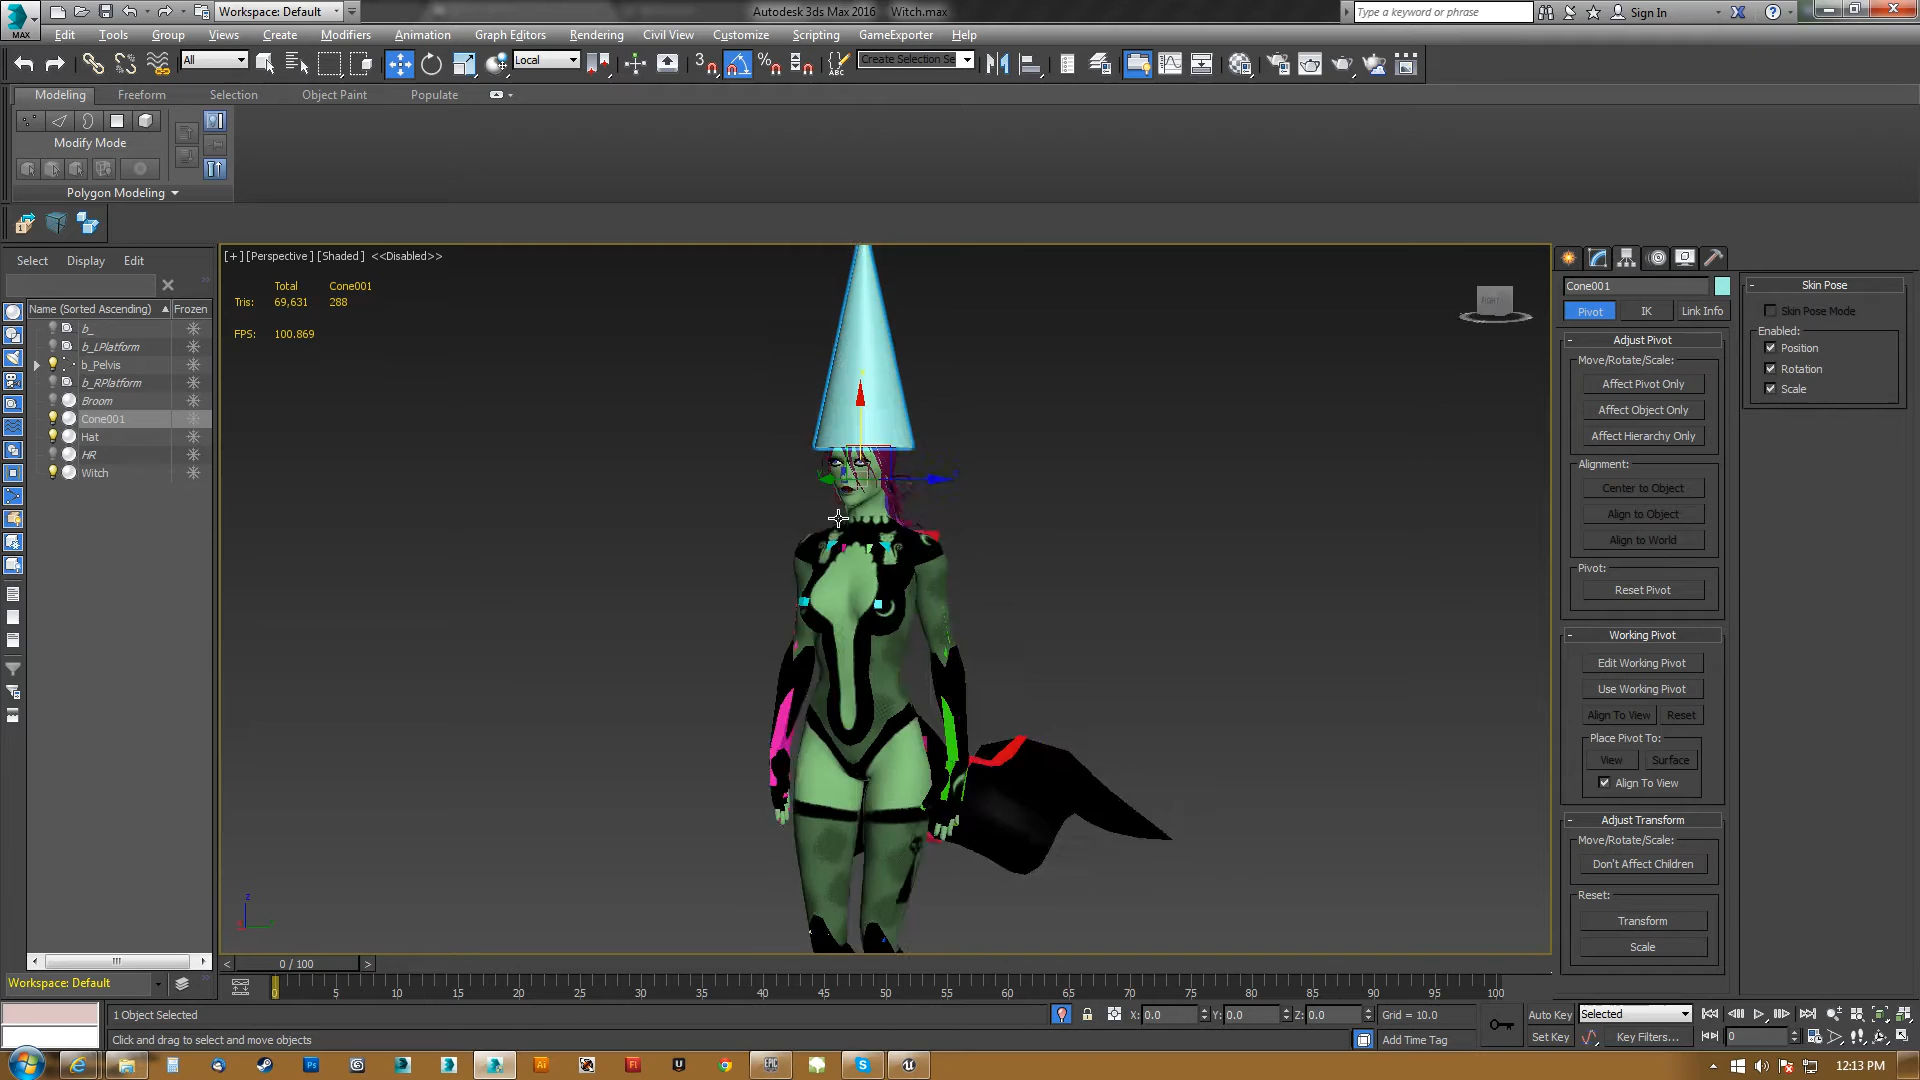 Workspace: Default
Autodesk 3ds Max 2016 Witch.max
Type a keyword or phrase
Sign In
MAX
Edit Tools Group Views Create Modifiers Animation Graph Editors Rendering Civil View Customize Scripting GameExporter Help
All
Local
3
ABC
Create Selection Se
Modeling Freeform Selection Object Paint Populate
Modify Mode
Polygon Modeling
Select Display Edit
Name (Sorted Ascending) Frozen
b_
b_LPlatform
b_Pelvis
b_RPlatform
Broom
Cone001
Hat
HR
Witch
[+] [Perspective] [Shaded] <<Disabled>>
Total Cone001
Tris: 69,631 288
FPS: 100.869
RIGHT
z
Cone001
Pivot IK Link Info
Adjust Pivot
Move/Rotate/Scale:
Affect Pivot Only
Affect Object Only
Affect Hierarchy Only
Alignment:
Center to Object
Align to Object
Align to World
Pivot:
Reset Pivot
Working Pivot
Edit Working Pivot
Use Working Pivot
Align To View Reset
Place Pivot To:
View Surface
Align To View
Adjust Transform
Move/Rotate/Scale:
Don't Affect Children
Reset:
Transform
Scale
Skin Pose
Skin Pose Mode
Enabled:
Position
Rotation
Scale
< 0 / 100 >
Workspace: Default
0 5 10 15 20 25 30 35 40 45 50 55 60 65 70 75 80 85 90 95 100
1 Object Selected
X: 0.0 Y: 0.0 Z: 0.0 Grid = 10.0
Auto Key Selected
Click and drag to select and move objects
Add Time Tag
Set Key Key Filters... 0
12:13 PM